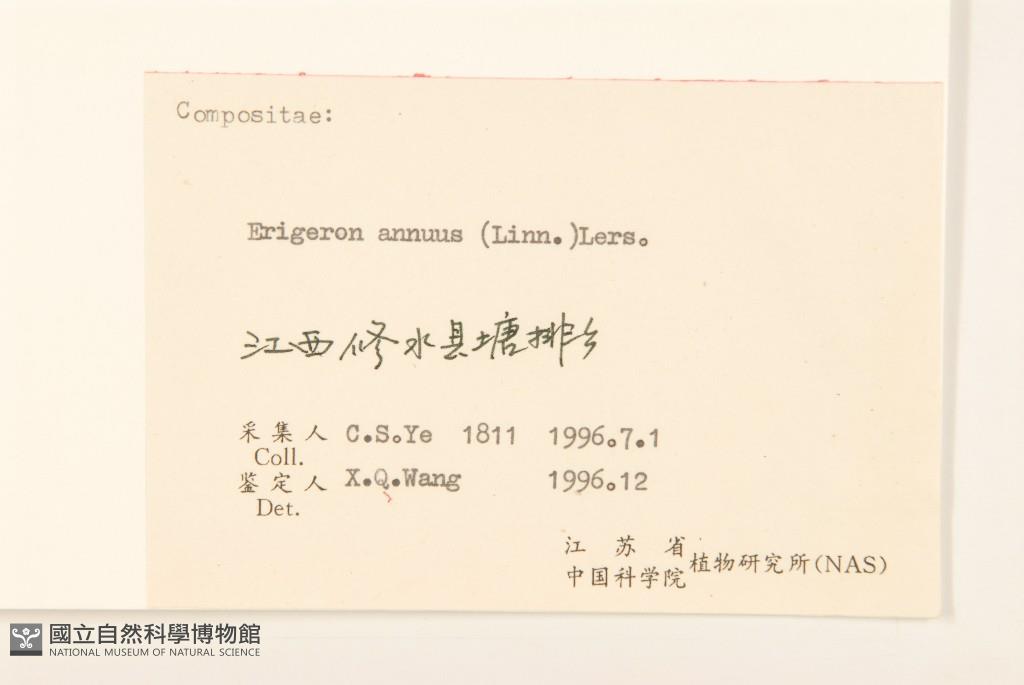 Compositae:
Erigeron annuus (Linn.)Lers。
江西修水县塘排乡
采集人 C.S。Ye 1811 1996。7.1
Coll.
鉴定人 X.Q.Wang 1996。12
Det.
江苏省
中国科学院 植物研究所(NAS)
國立自然科學博物館
NATIONAL MUSEUM OF NATURAL SCIENCE